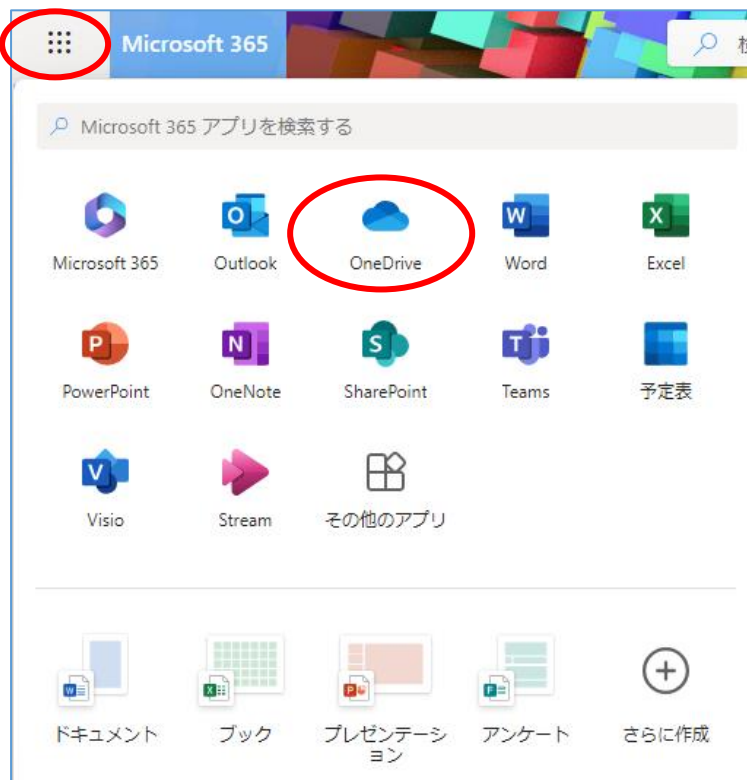 Microsoft 365
Microsoft 365 アプリを検索する
Microsoft 365
Outlook
OneDrive
Word
Excel
PowerPoint
OneNote
SharePoint
Teams
予定表
Visio
Stream
その他のアプリ
ドキュメント
ブック
プレゼンテーシ
ョン
アンケート
さらに作成